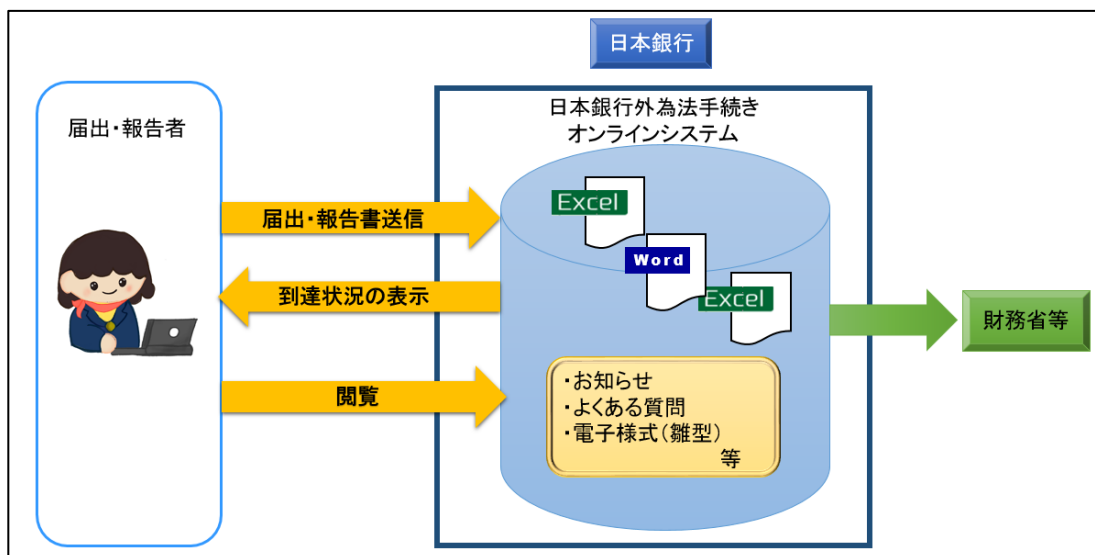 日本銀行
届出・報告者
日本銀行外為法手続き
オンラインシステム
Excel
Word
Excel
届出・報告書送信
到達状況の表示
閲覧
・お知らせ
・よくある質問
・電子様式(雛型)
等
財務省等